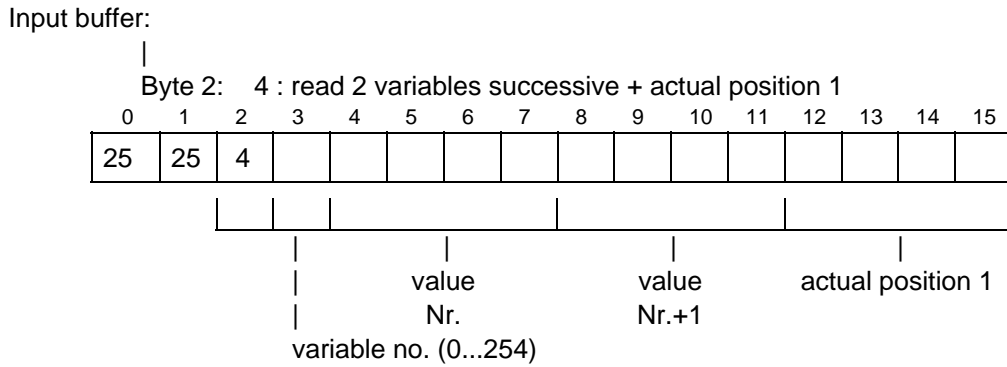 Input buffer:
|
Byte 2: 4 : read 2 variables successive + actual position 1
0 1 2 3 4 5 6 7 8 9 10 11 12 13 14 15
25 25 4
| | | |
| value value actual position 1
| Nr. Nr.+1
variable no. (0...254)